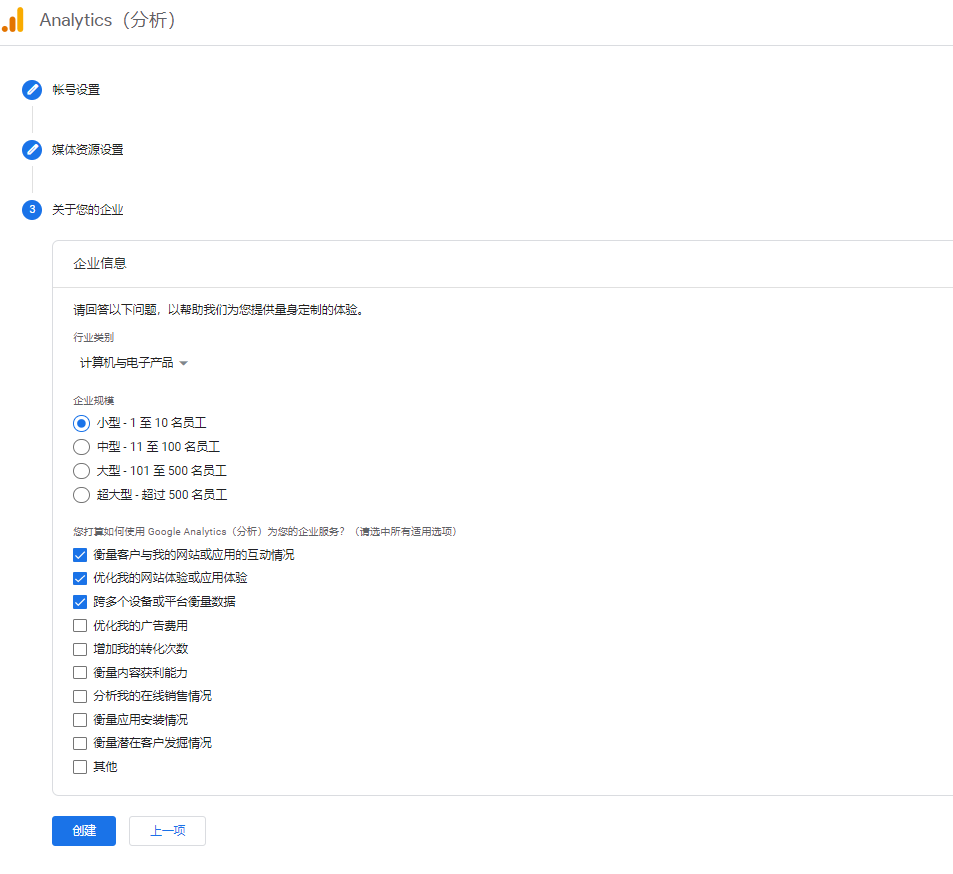 Analytics（分析）
帐号设置
媒体资源设置
3 关于您的企业
企业信息
请回答以下问题，以帮助我们为您提供量身定制的体验。
行业类别
计算机与电子产品
企业规模
小型 - 1 至 10 名员工
中型 - 11 至 100 名员工
大型 - 101 至 500 名员工
超大型 - 超过 500 名员工
您打算如何使用 Google Analytics（分析）为您的企业服务？（请选中所有适用选项）
衡量客户与我的网站或应用的互动情况
优化我的网站体验或应用体验
跨多个设备或平台衡量数据
优化我的广告费用
增加我的转化次数
衡量内容获利能力
分析我的在线销售情况
衡量应用安装情况
衡量潜在客户发掘情况
其他
创建 上一项